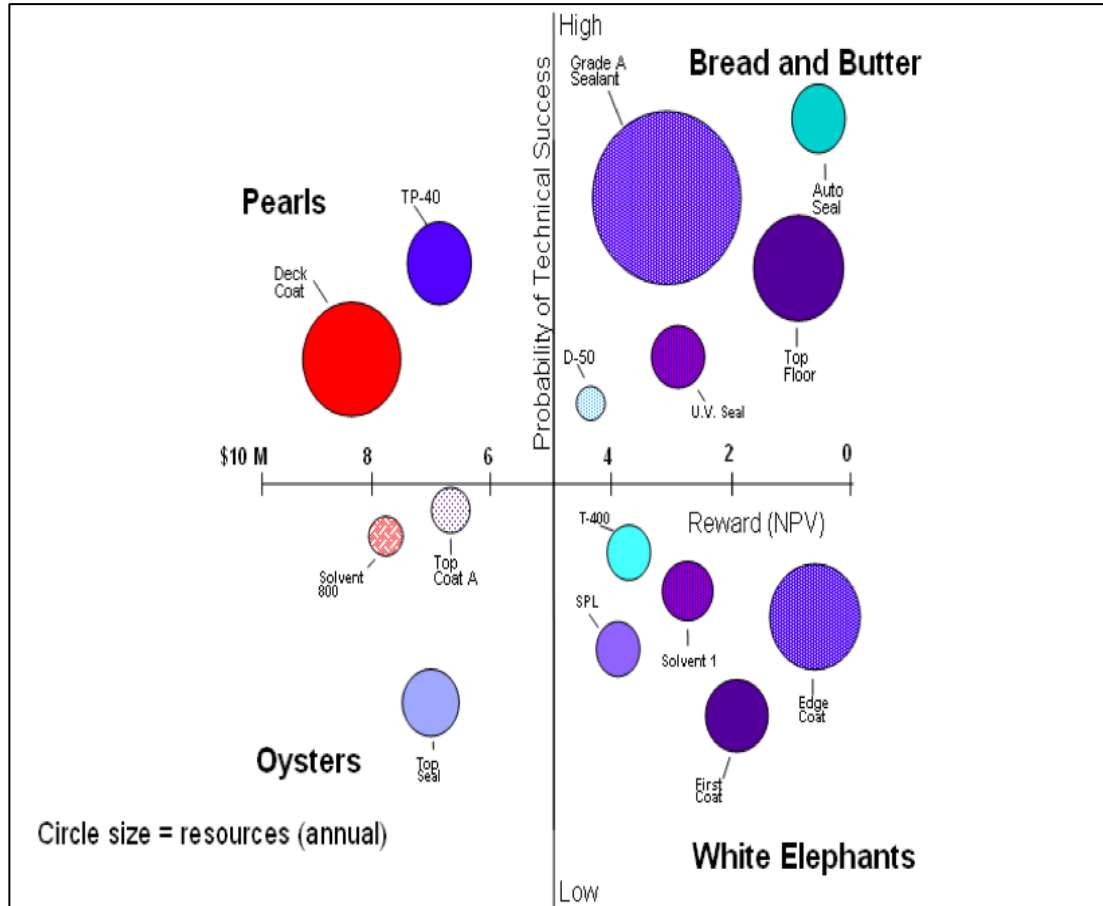 High
Bread and Butter
Grade A
Sealant
Probability of Technical Success
Auto
Seal
Pearls
TP-40
Deck
Coat
Top
Floor
D-50
U.V. Seal
$10 M
8
6
4
2
0
Reward (NPV)
T-400
Solvent
800
Top
Coat A
SPL
Solvent 1
Edge
Coat
Oysters
Top
Seal
First
Coat
Circle size = resources (annual)
White Elephants
Low